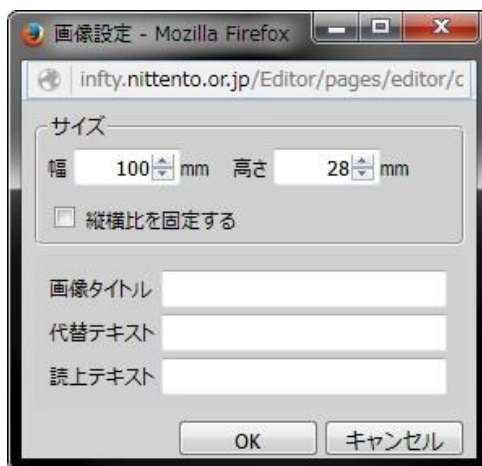 画像設定 - Mozilla Firefox
infty.nittento.or.jp/Editor/pages/editor/c
サイズ
幅 100 mm 高さ 28 mm
縦横比を固定する
画像タイトル
代替テキスト
読上テキスト
OK キャンセル